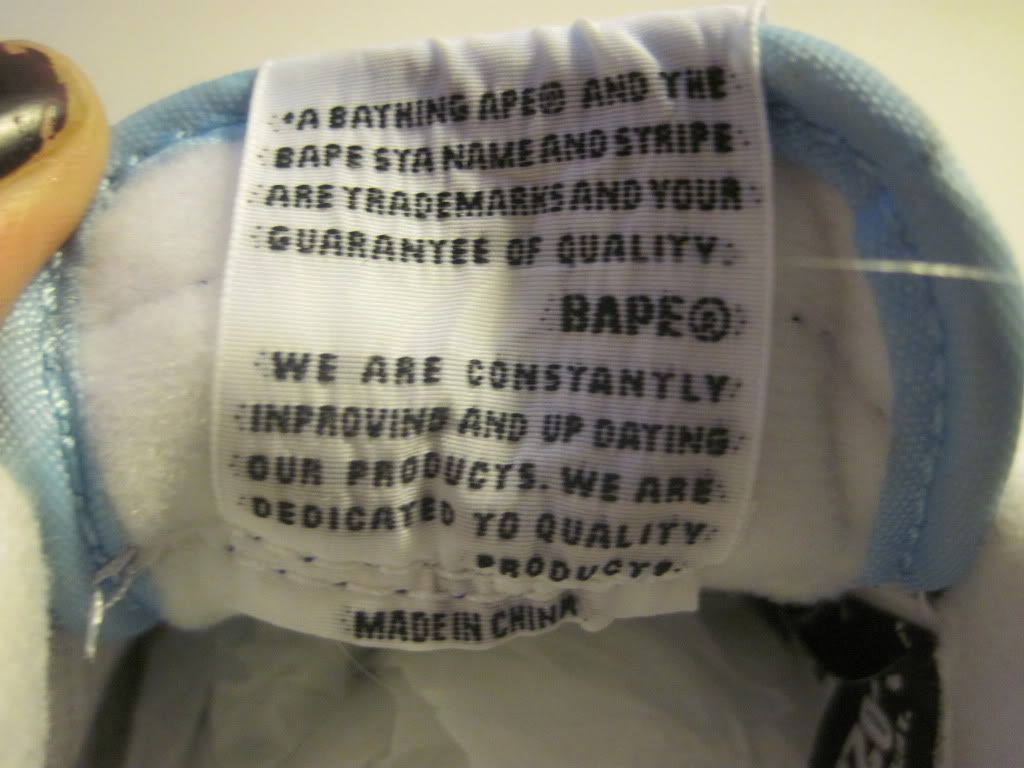 *A BATHING APE® AND THE
BAPE STA NAME AND STRIPE
ARE TRADEMARKS AND YOUR
GUARANTEE OF QUALITY.
BAPE®
WE ARE CONSTANTLY
INPROVING AND UP DATING
OUR PRODUCTS. WE ARE
DEDICATED TO QUALITY
PRODUCTS.
MADE IN CHINA